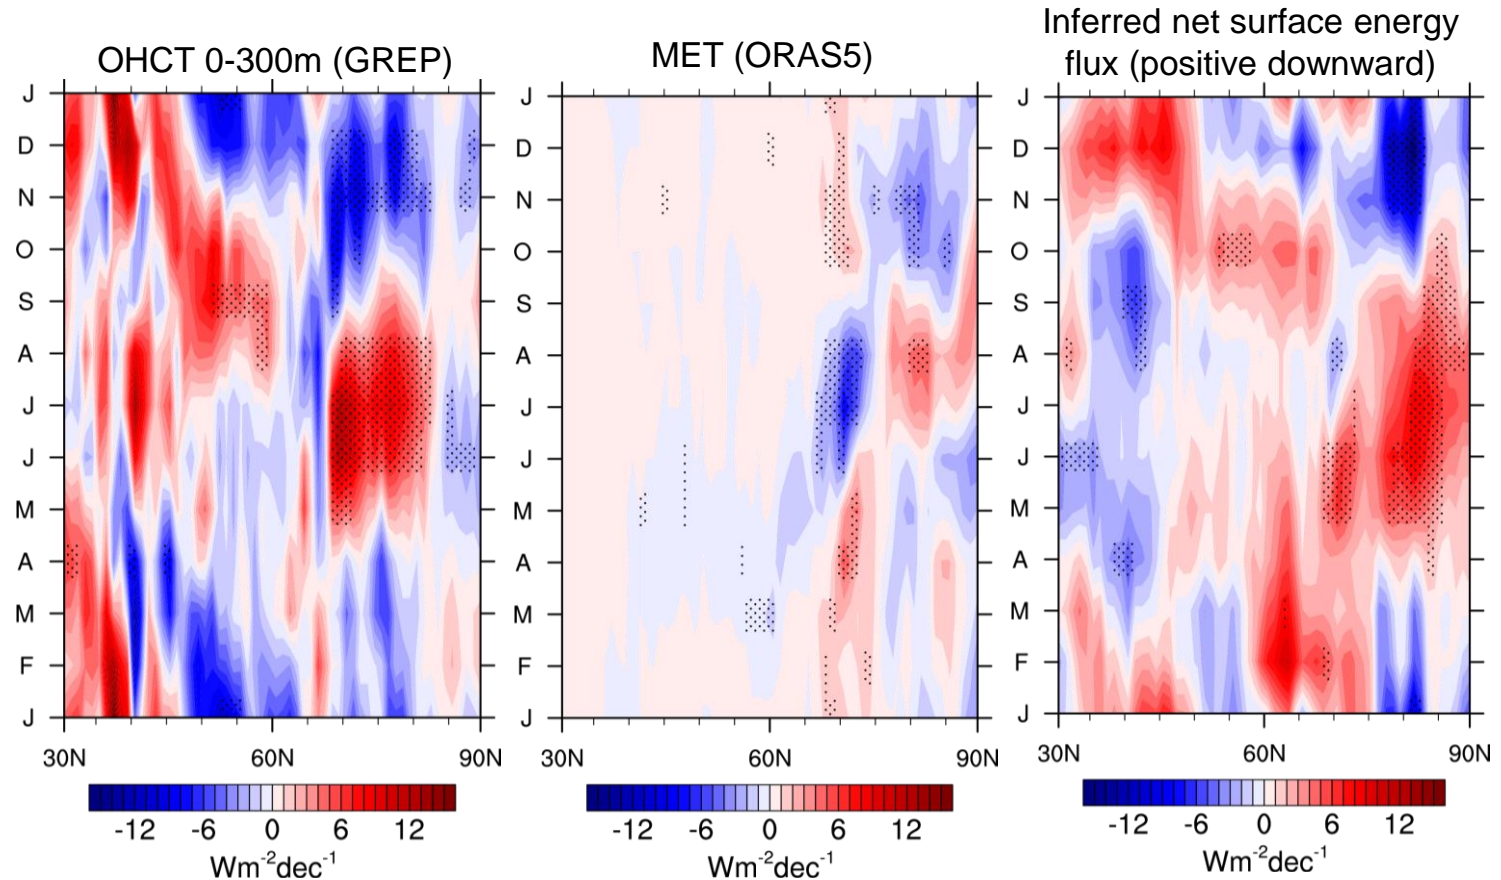 OHCT 0-300m (GREP)
MET (ORAS5)
Inferred net surface energy
flux (positive downward)
J
D
N
O
S
A
J
J
M
A
M
F
J
30N 60N 90N
-12 -6 0 6 12
Wm-2dec-1
J
D
N
O
S
A
J
J
M
A
M
F
J
30N 60N 90N
-12 -6 0 6 12
Wm-2dec-1
J
D
N
O
S
A
J
J
M
A
M
F
J
30N 60N 90N
-12 -6 0 6 12
Wm-2dec-1